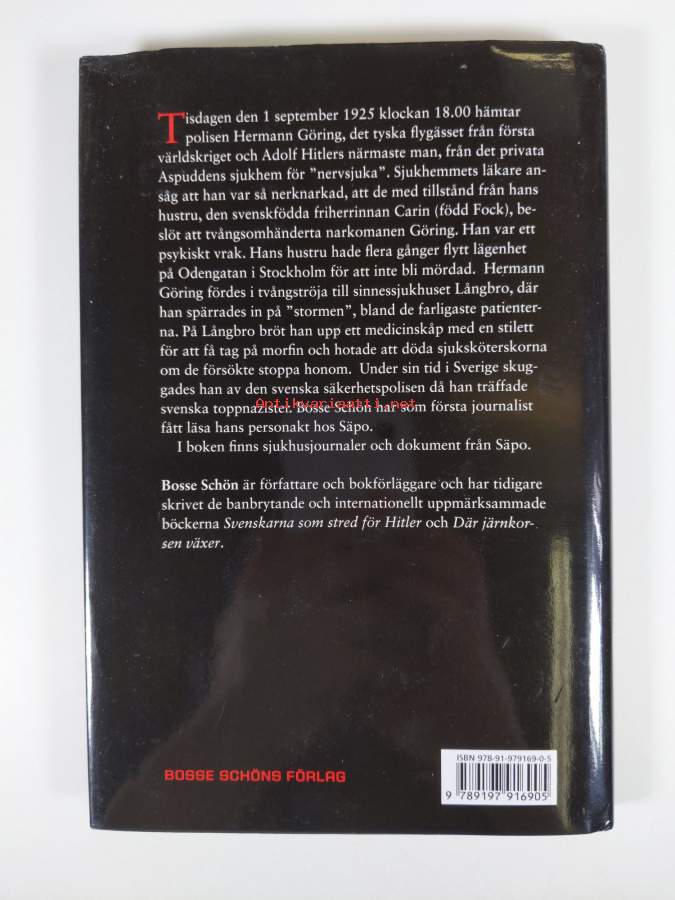 Tisdagen den 1 september 1925 klockan 18.00 hämtar
polisen Hermann Göring, det tyska flygässet från första
världskriget och Adolf Hitlers närmaste man, från det privata
Aspuddens sjukhem för ”nervsjuka”. Sjukhemmets läkare an-
såg att han var så nerknarkad, att de med tillstånd från hans
hustru, den svenskfödda friherrinnan Carin (född Fock), be-
slöt att tvångsomhänderta narkomanen Göring. Han var ett
psykiskt vrak. Hans hustru hade flera gånger flytt lägenhet
på Odengatan i Stockholm för att inte bli mördad. Hermann
Göring fördes i tvångströja till sinnessjukhuset Långbro, där
han spärrades in på ”stormen”, bland de farligaste patienter-
na. På Långbro bröt han upp ett medicinskåp med en stilett
för att få tag på morfin och hotade att döda sjuksköterskorna
om de försökte stoppa honom. Under sin tid i Sverige skug-
gades han av den svenska säkerhetspolisen då han träffade
svenska toppnazister. Bosse Schön har som första journalist
Antikvariaatti.net
fått läsa hans personakt hos Säpo.
I boken finns sjukhusjournaler och dokument från Säpo.
Bosse Schön är författare och bokförläggare och har tidigare
skrivet de banbrytande och internationellt uppmärksammade
böckerna Svenskarna som stred för Hitler och Där järnkor-
sen växer.
BOSSE SCHÖNS FÖRLAG
ISBN 978-91-979169-0-5
9 789197 916905